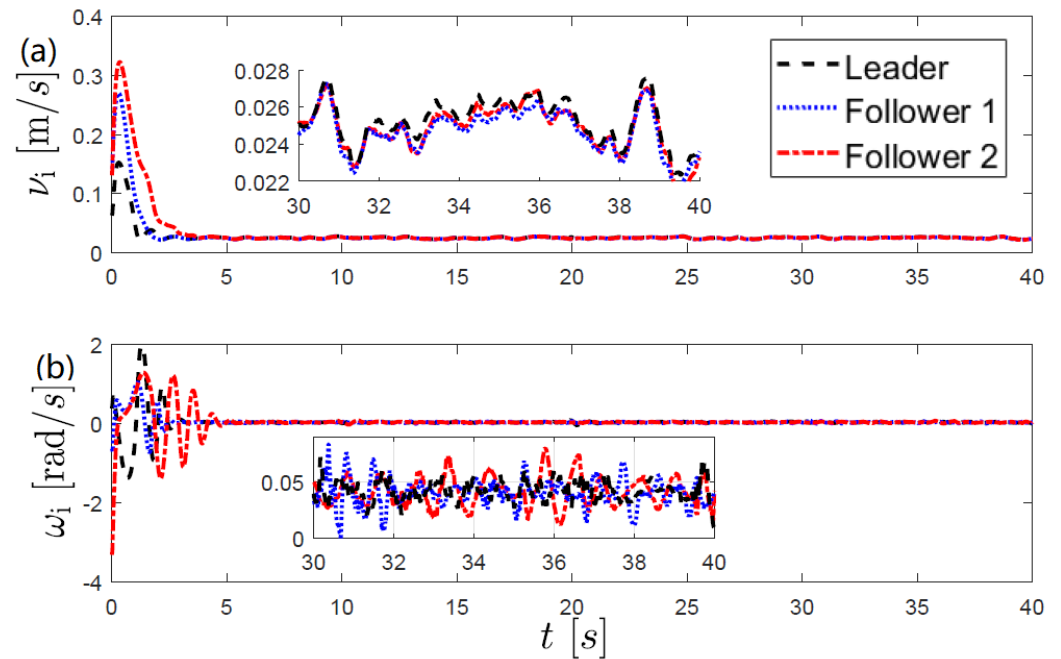 (a)
νᵢ [m/s]
0.4
0.3
0.2
0.1
0
0 5 10 15 20 25 30 35 40
0.028
0.026
0.024
0.022
30 32 34 36 38 40
Leader
Follower 1
Follower 2
(b)
ωᵢ [rad/s]
2
0
-2
-4
0.05
0
30 32 34 36 38 40
0 5 10 15 20 25 30 35 40
t [s]